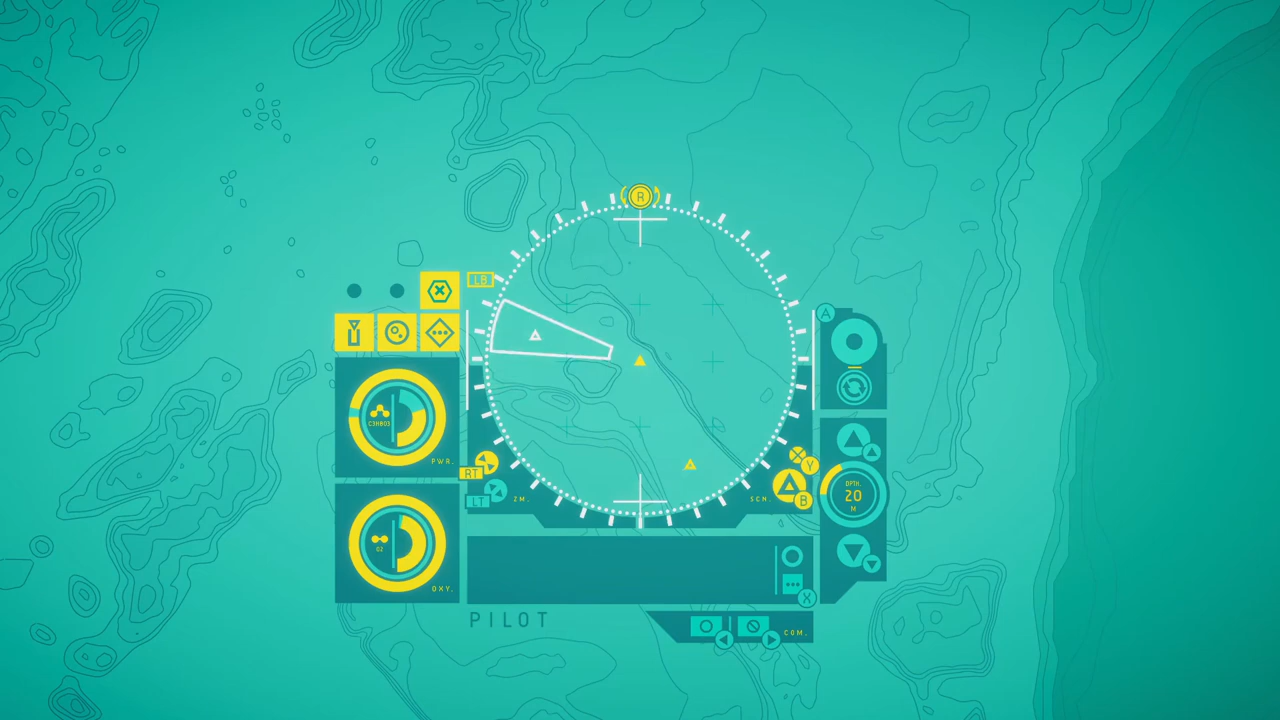 R
LB
A
C3H8O3
PWR.
RT
LT
ZM.
SCN.
Y
B
DPTH.
20
M
O2
OXY.
X
PILOT
COM.